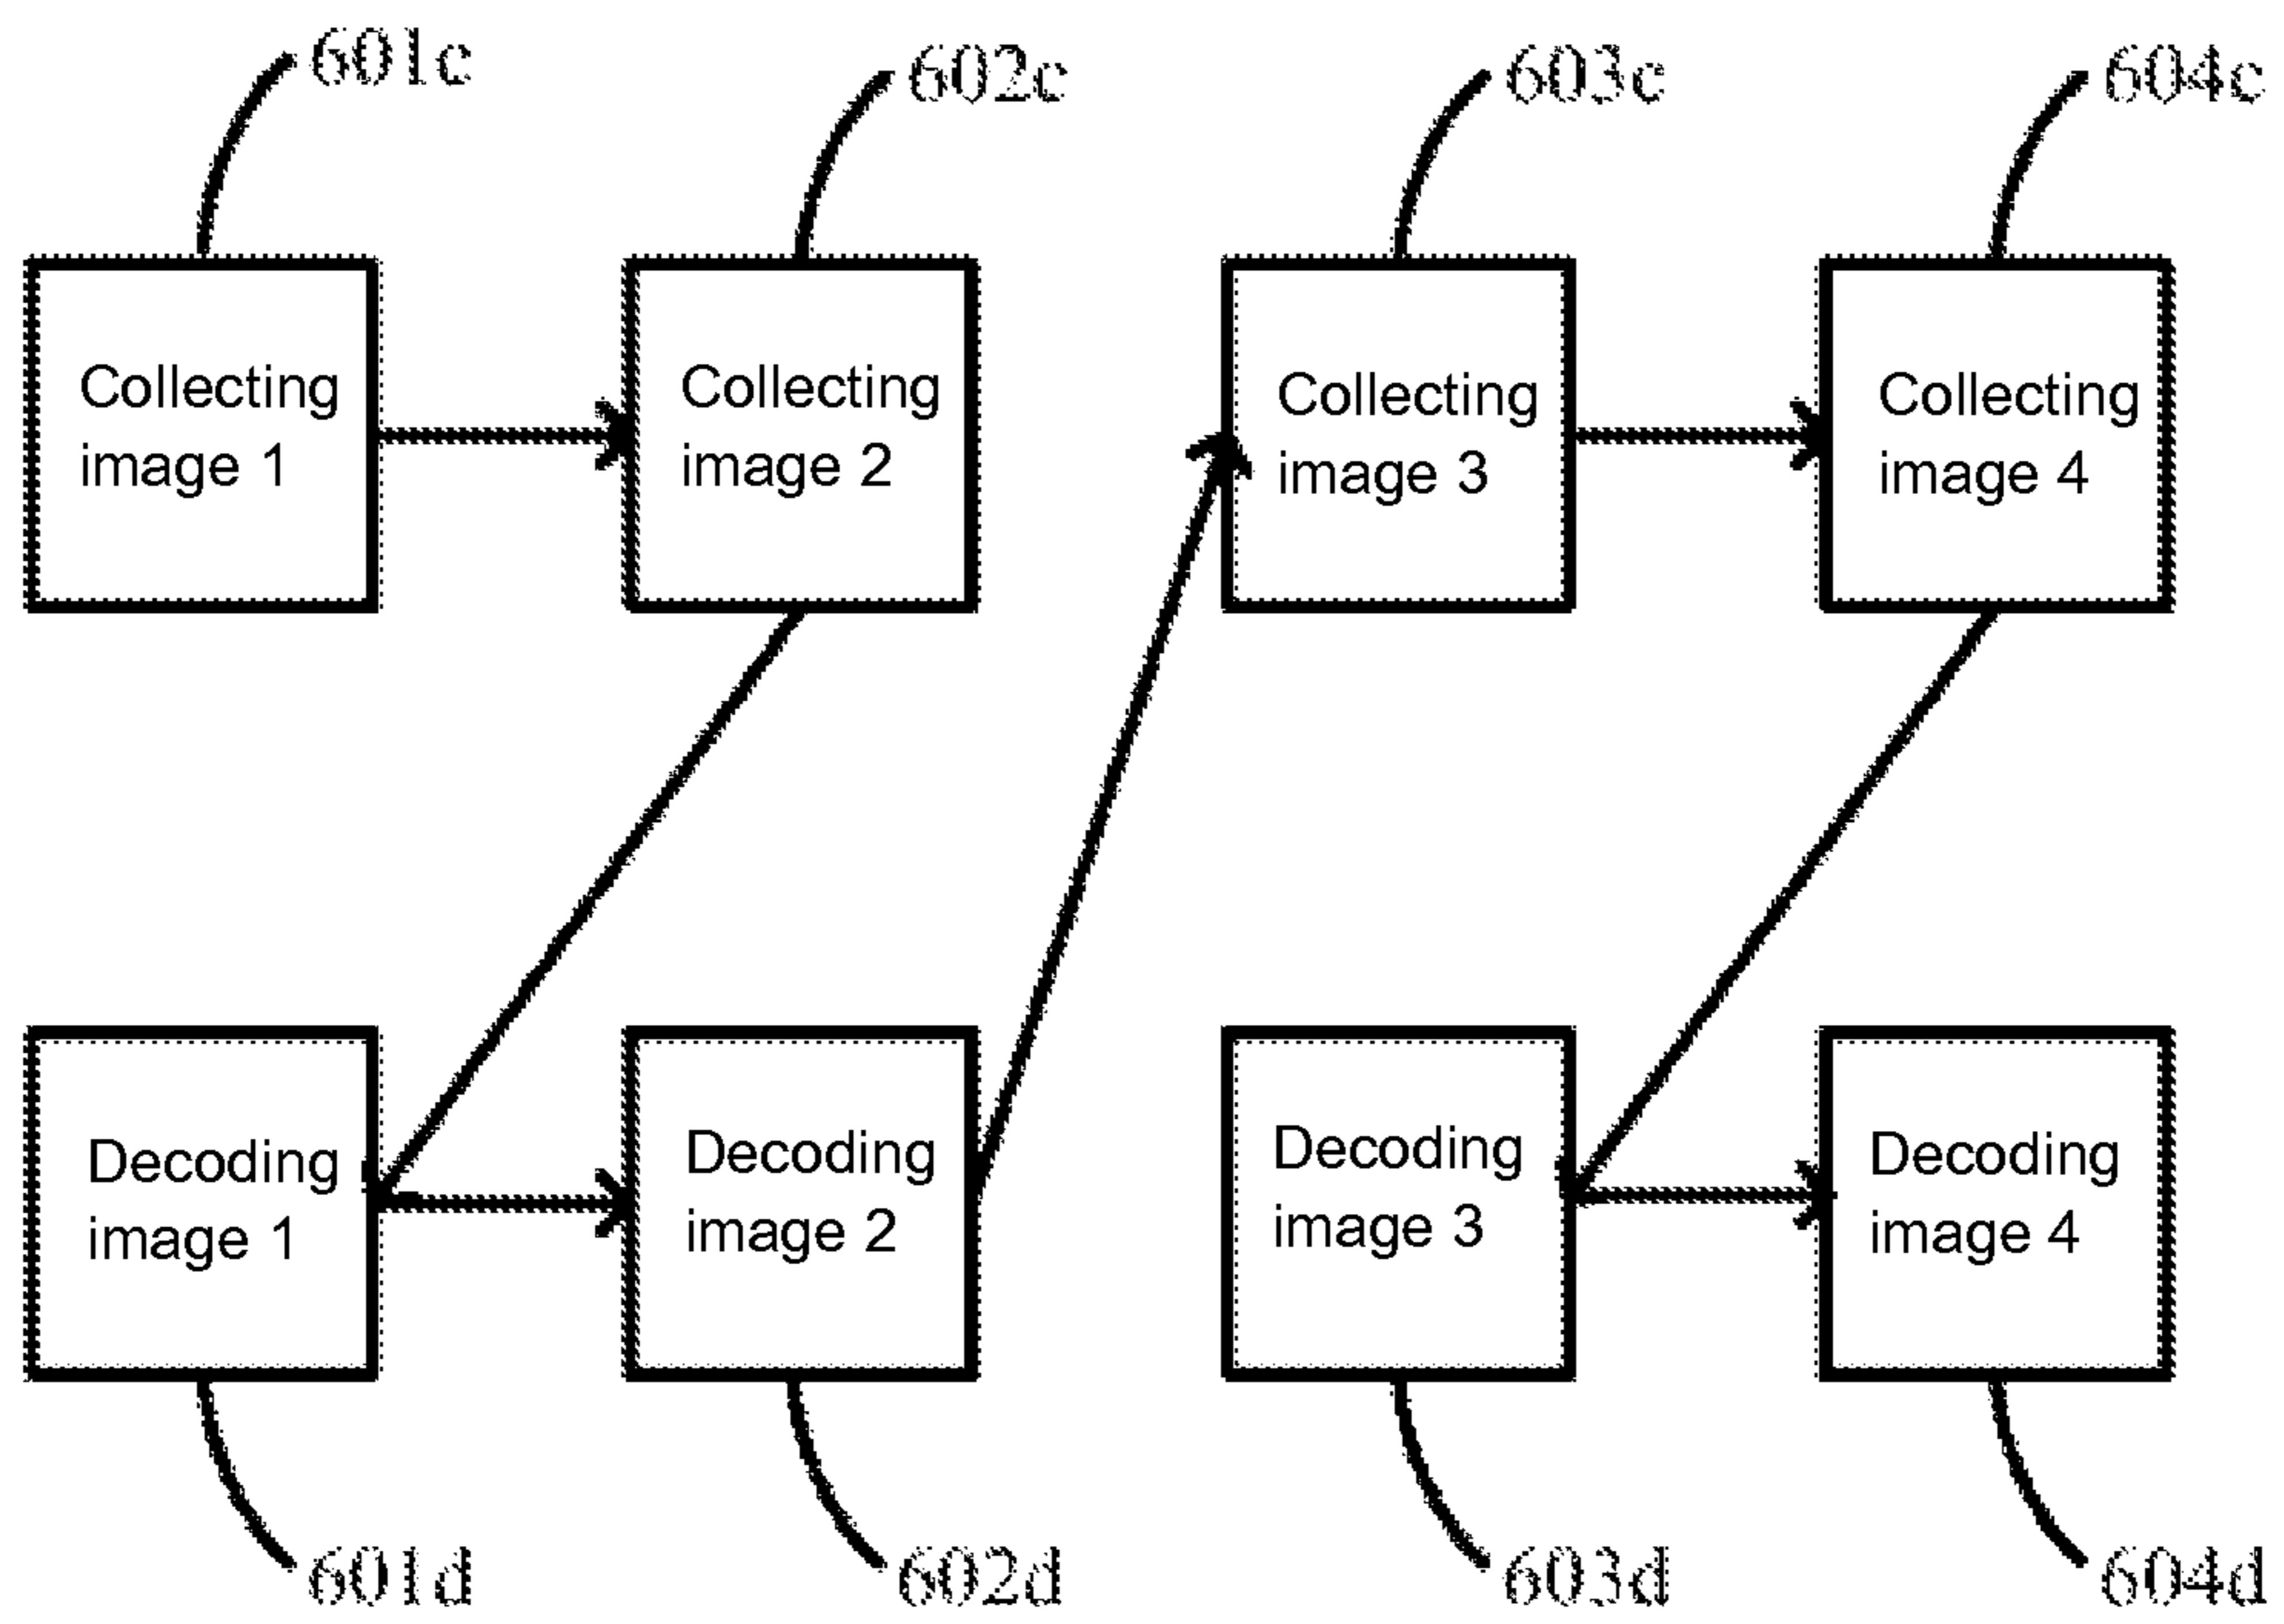 601c
602c
603c
604c
Collecting
image 1
Collecting
image 2
Collecting
image 3
Collecting
image 4
Decoding
image 1
Decoding
image 2
Decoding
image 3
Decoding
image 4
601d
602d
603d
604d